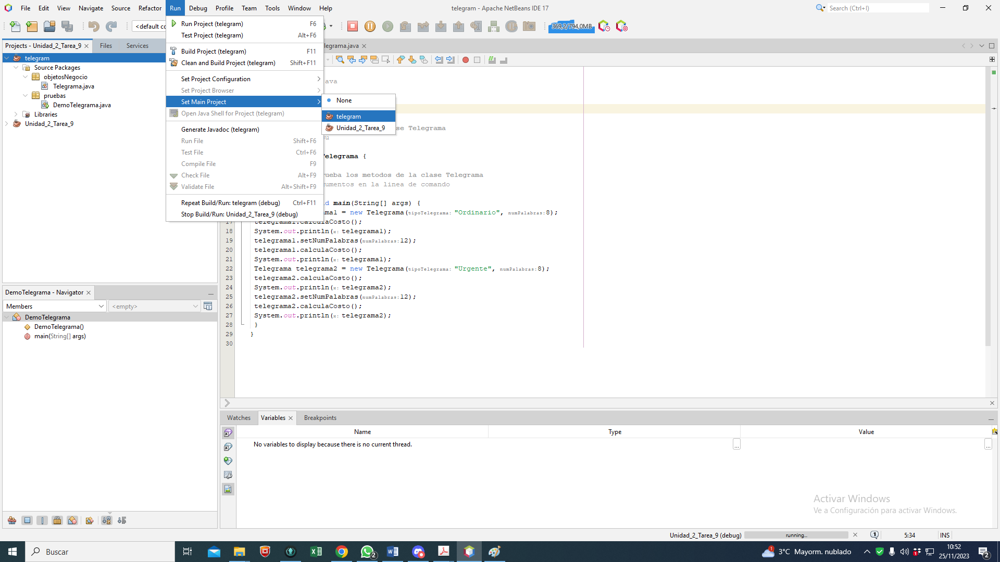 File Edit View Navigate Source Refactor Run Debug Profile Team Tools Window Help
telegram - Apache NetBeans IDE 17
Search (Ctrl+I)
<default co
369,2/794,0MB
Projects - Unidad_2_Tarea_9
Files
Services
telegram
Source Packages
objetosNegocio
Telegrama.java
pruebas
DemoTelegrama.java
Libraries
Unidad_2_Tarea_9
Run Project (telegram) F6
Test Project (telegram) Alt+F6
Build Project (telegram) F11
Clean and Build Project (telegram) Shift+F11
Set Project Configuration
Set Project Browser
Set Main Project
Open Java Shell for Project (telegram)
Generate Javadoc (telegram)
Run File Shift+F6
Test File Ctrl+F6
Compile File F9
Check File Alt+F9
Validate File Alt+Shift+F9
Repeat Build/Run: telegram (debug) Ctrl+F11
Stop Build/Run: Unidad_2_Tarea_9 (debug)
None
telegram
Unidad_2_Tarea_9
legrama.java
ava
se Telegrama
u
Telegrama {
rueba los metodos de la clase Telegrama
gumentos en la linea de comando
d main(String[] args) {
ama1 = new Telegrama(tipoTelegrama: "Ordinario", numPalabras:8);
17 telegrama1.calculaCosto();
18 System.out.println(x: telegrama1);
19 telegrama1.setNumPalabras(numPalabras:12);
20 telegrama1.calculaCosto();
21 System.out.println(x: telegrama1);
22 Telegrama telegrama2 = new Telegrama(tipoTelegrama: "Urgente", numPalabras:8);
23 telegrama2.calculaCosto();
24 System.out.println(x: telegrama2);
25 telegrama2.setNumPalabras(numPalabras:12);
26 telegrama2.calculaCosto();
27 System.out.println(x: telegrama2);
28 }
29 }
30
DemoTelegrama - Navigator
Members
<empty>
DemoTelegrama
DemoTelegrama()
main(String[] args)
Watches
Variables
Breakpoints
Name Type Value
No variables to display because there is no current thread.
...
...
Activar Windows
Ve a Configuración para activar Windows.
Unidad_2_Tarea_9 (debug)
running...
1
5:34
INS
Buscar
2
1
3°C Mayorm. nublado
10:52
25/11/2023
2